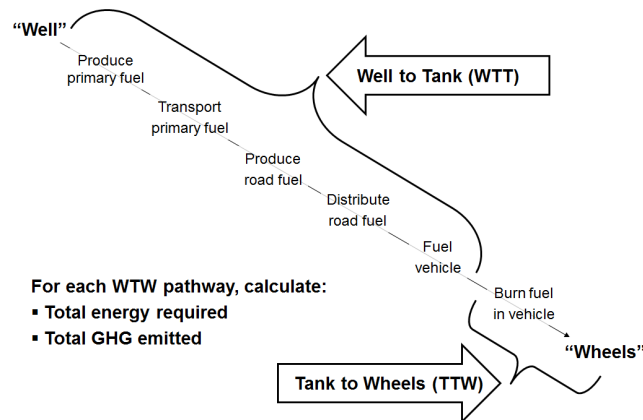 “Well”
Produce
primary fuel
Well to Tank (WTT)
Transport
primary fuel
Produce
road fuel
Distribute
road fuel
Fuel
vehicle
For each WTW pathway, calculate:
▪ Total energy required
▪ Total GHG emitted
Burn fuel
in vehicle
“Wheels”
Tank to Wheels (TTW)